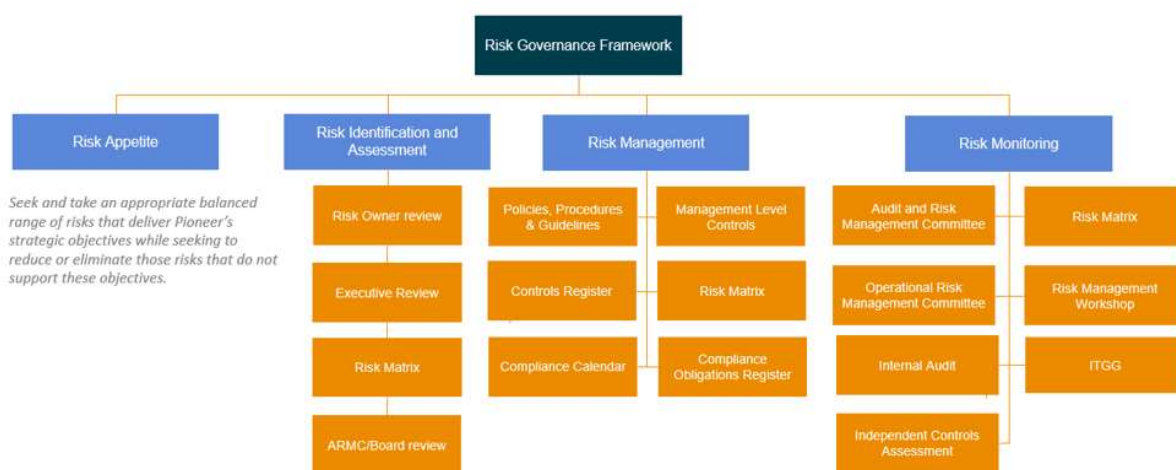 Risk Governance Framework
Risk Appetite
Risk Identification and
Assessment
Risk Management
Risk Monitoring
Seek and take an appropriate balanced
range of risks that deliver Pioneer's
strategic objectives while seeking to
reduce or eliminate those risks that do not
support these objectives.
Risk Owner review
Executive Review
Risk Matrix
ARMC/Board review
Policies, Procedures
& Guidelines
Management Level
Controls
Controls Register
Risk Matrix
Compliance Calendar
Compliance
Obligations Register
Audit and Risk
Management Committee
Risk Matrix
Operational Risk
Management Committee
Risk Management
Workshop
Internal Audit
ITGG
Independent Controls
Assessment